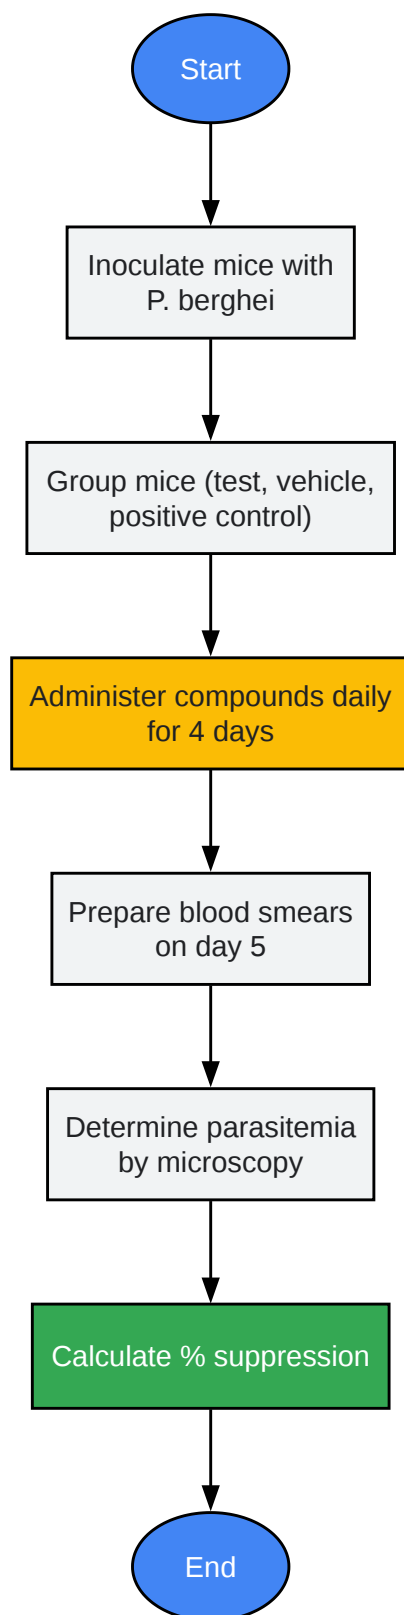 Start
Inoculate mice with
P. berghei
Group mice (test, vehicle,
positive control)
Administer compounds daily
for 4 days
Prepare blood smears
on day 5
Determine parasitemia
by microscopy
Calculate % suppression
End